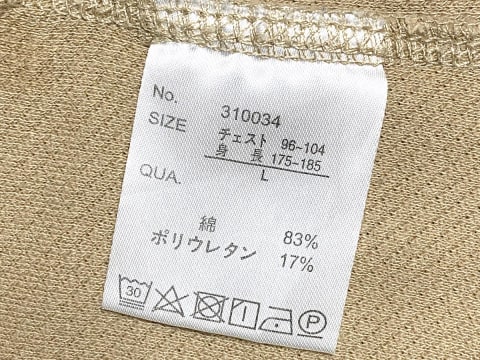 No. 310034
SIZE チェスト 96~104
身 長 175~185
L
QUA.
綿 83%
ポリウレタン 17%
30 P